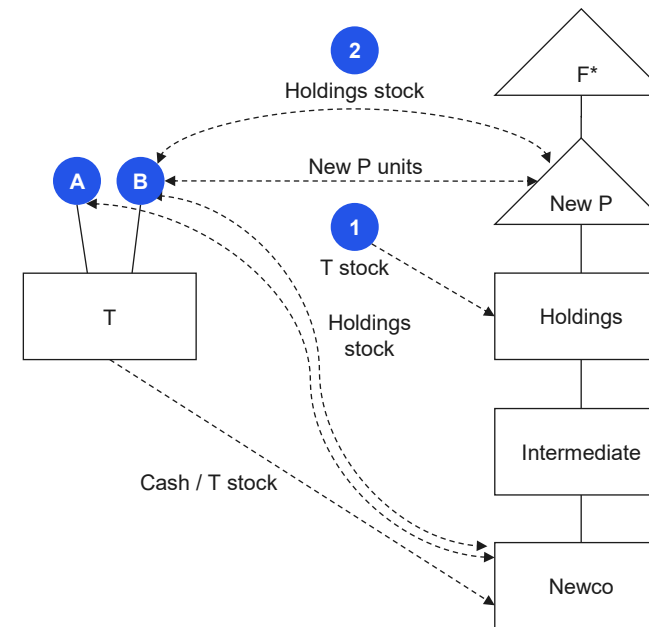 2
Holdings stock
F*
A
B
New P units
New P
1
T stock
T
Holdings
stock
Holdings
Intermediate
Cash / T stock
Newco